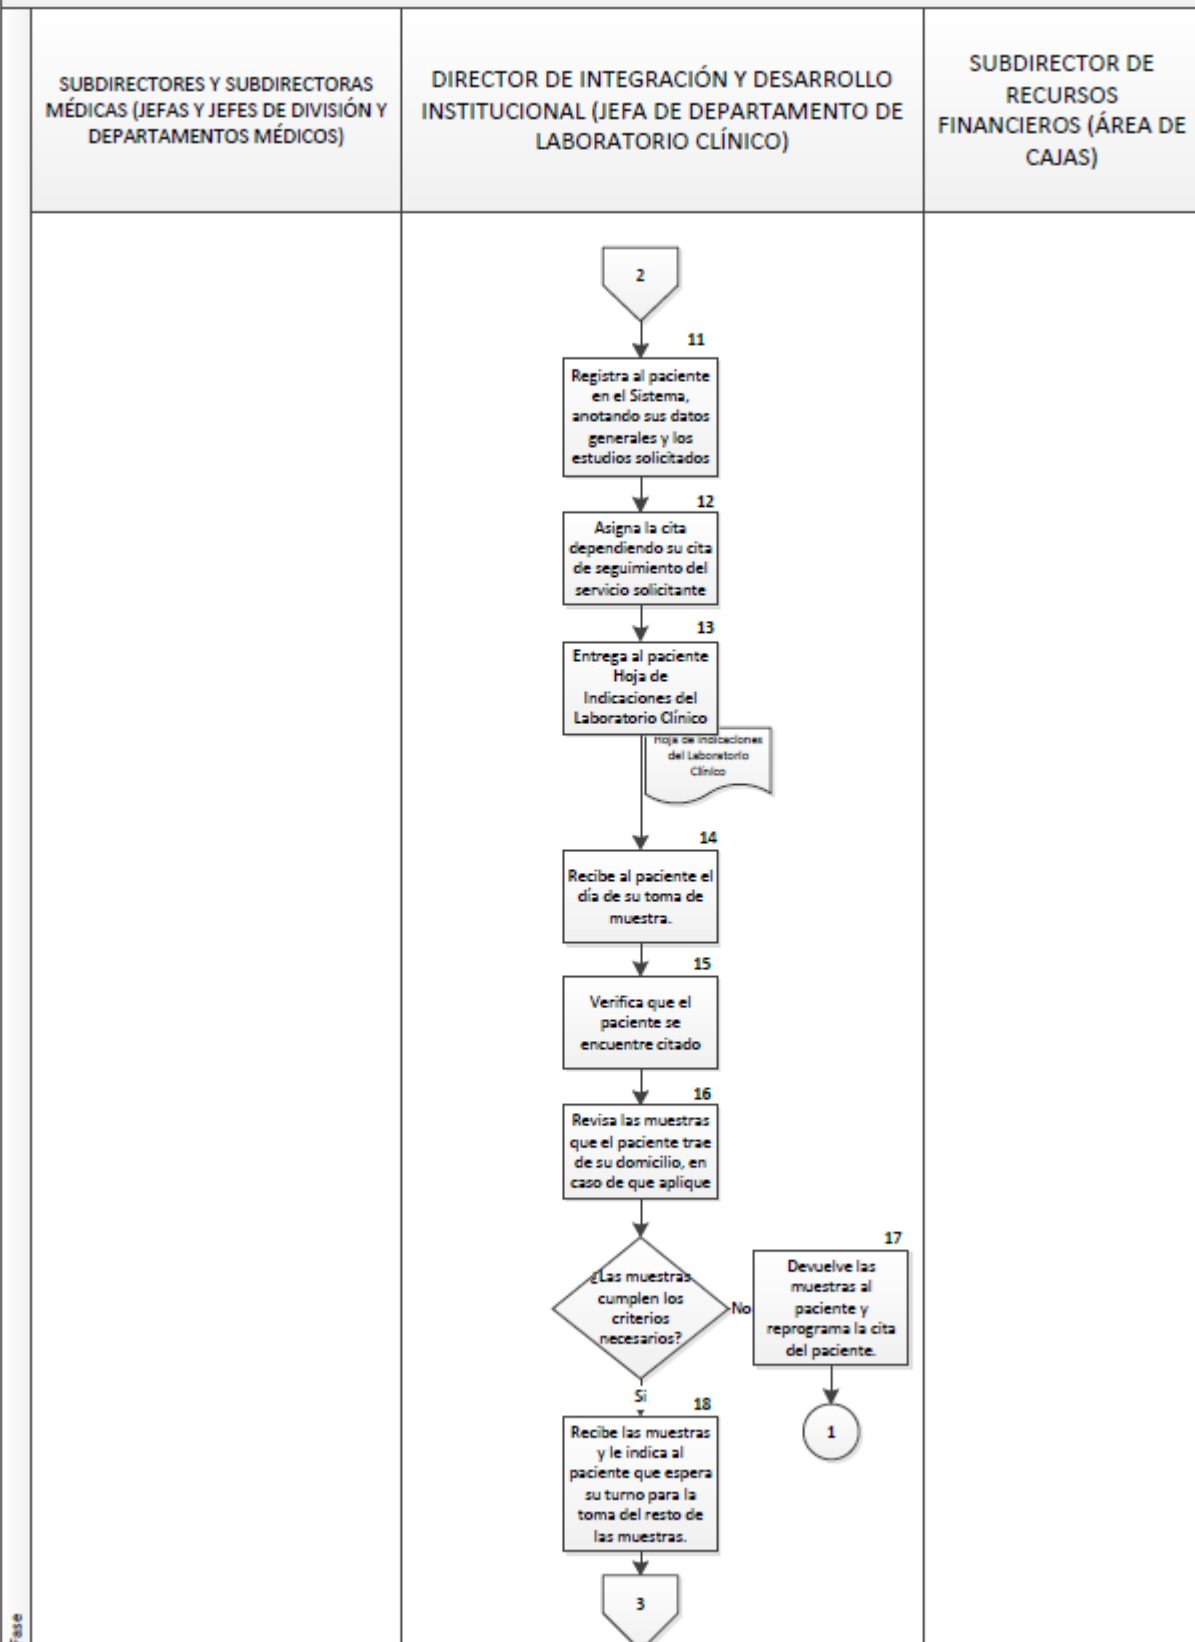 SUBDIRECTORES Y SUBDIRECTORAS
MÉDICAS (JEFAS Y JEFES DE DIVISIÓN Y
DEPARTAMENTOS MÉDICOS)
DIRECTOR DE INTEGRACIÓN Y DESARROLLO
INSTITUCIONAL (JEFA DE DEPARTAMENTO DE
LABORATORIO CLÍNICO)
SUBDIRECTOR DE
RECURSOS
FINANCIEROS (ÁREA DE
CAJAS)
2
11
Registra al paciente
en el Sistema,
anotando sus datos
generales y los
estudios solicitados
12
Asigna la cita
dependiendo su cita
de seguimiento del
servicio solicitante
13
Entrega al paciente
Hoja de
Indicaciones del
Laboratorio Clínico
Hoja de Indicaciones
del Laboratorio
Clínico
14
Recibe al paciente el
día de su toma de
muestra.
15
Verifica que el
paciente se
encuentre citado
16
Revisa las muestras
que el paciente trae
de su domicilio, en
caso de que aplique
¿Las muestras
cumplen los
criterios
necesarios?
No
17
Devuelve las
muestras al
paciente y
reprograma la cita
del paciente.
1
Si
18
Recibe las muestras
y le indica al
paciente que espera
su turno para la
toma del resto de
las muestras.
3
Fase